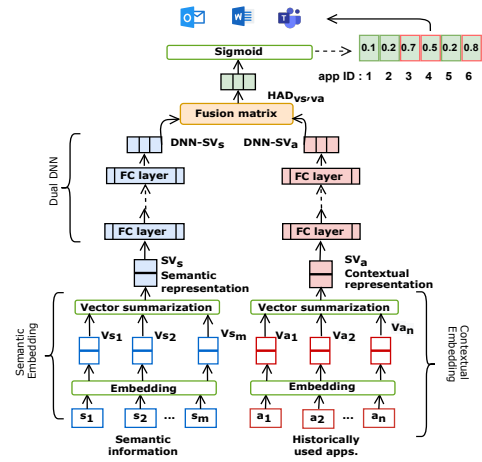 Sigmoid
0.1 0.2 0.7 0.5 0.2 0.8
app ID : 1 2 3 4 5 6
HADvs,va
Fusion matrix
DNN-SVs DNN-SVa
FC layer FC layer
Dual DNN
FC layer FC layer
SVs
Semantic
representation
SVa
Contextual
representation
Vector summarization Vector summarization
Vs1 Vs2 Vsm Va1 Va2 Van
Semantic
Embedding
Contextual
Embedding
Embedding Embedding
s1 s2 ... sm a1 a2 ... an
Semantic
information
Historically
used apps.